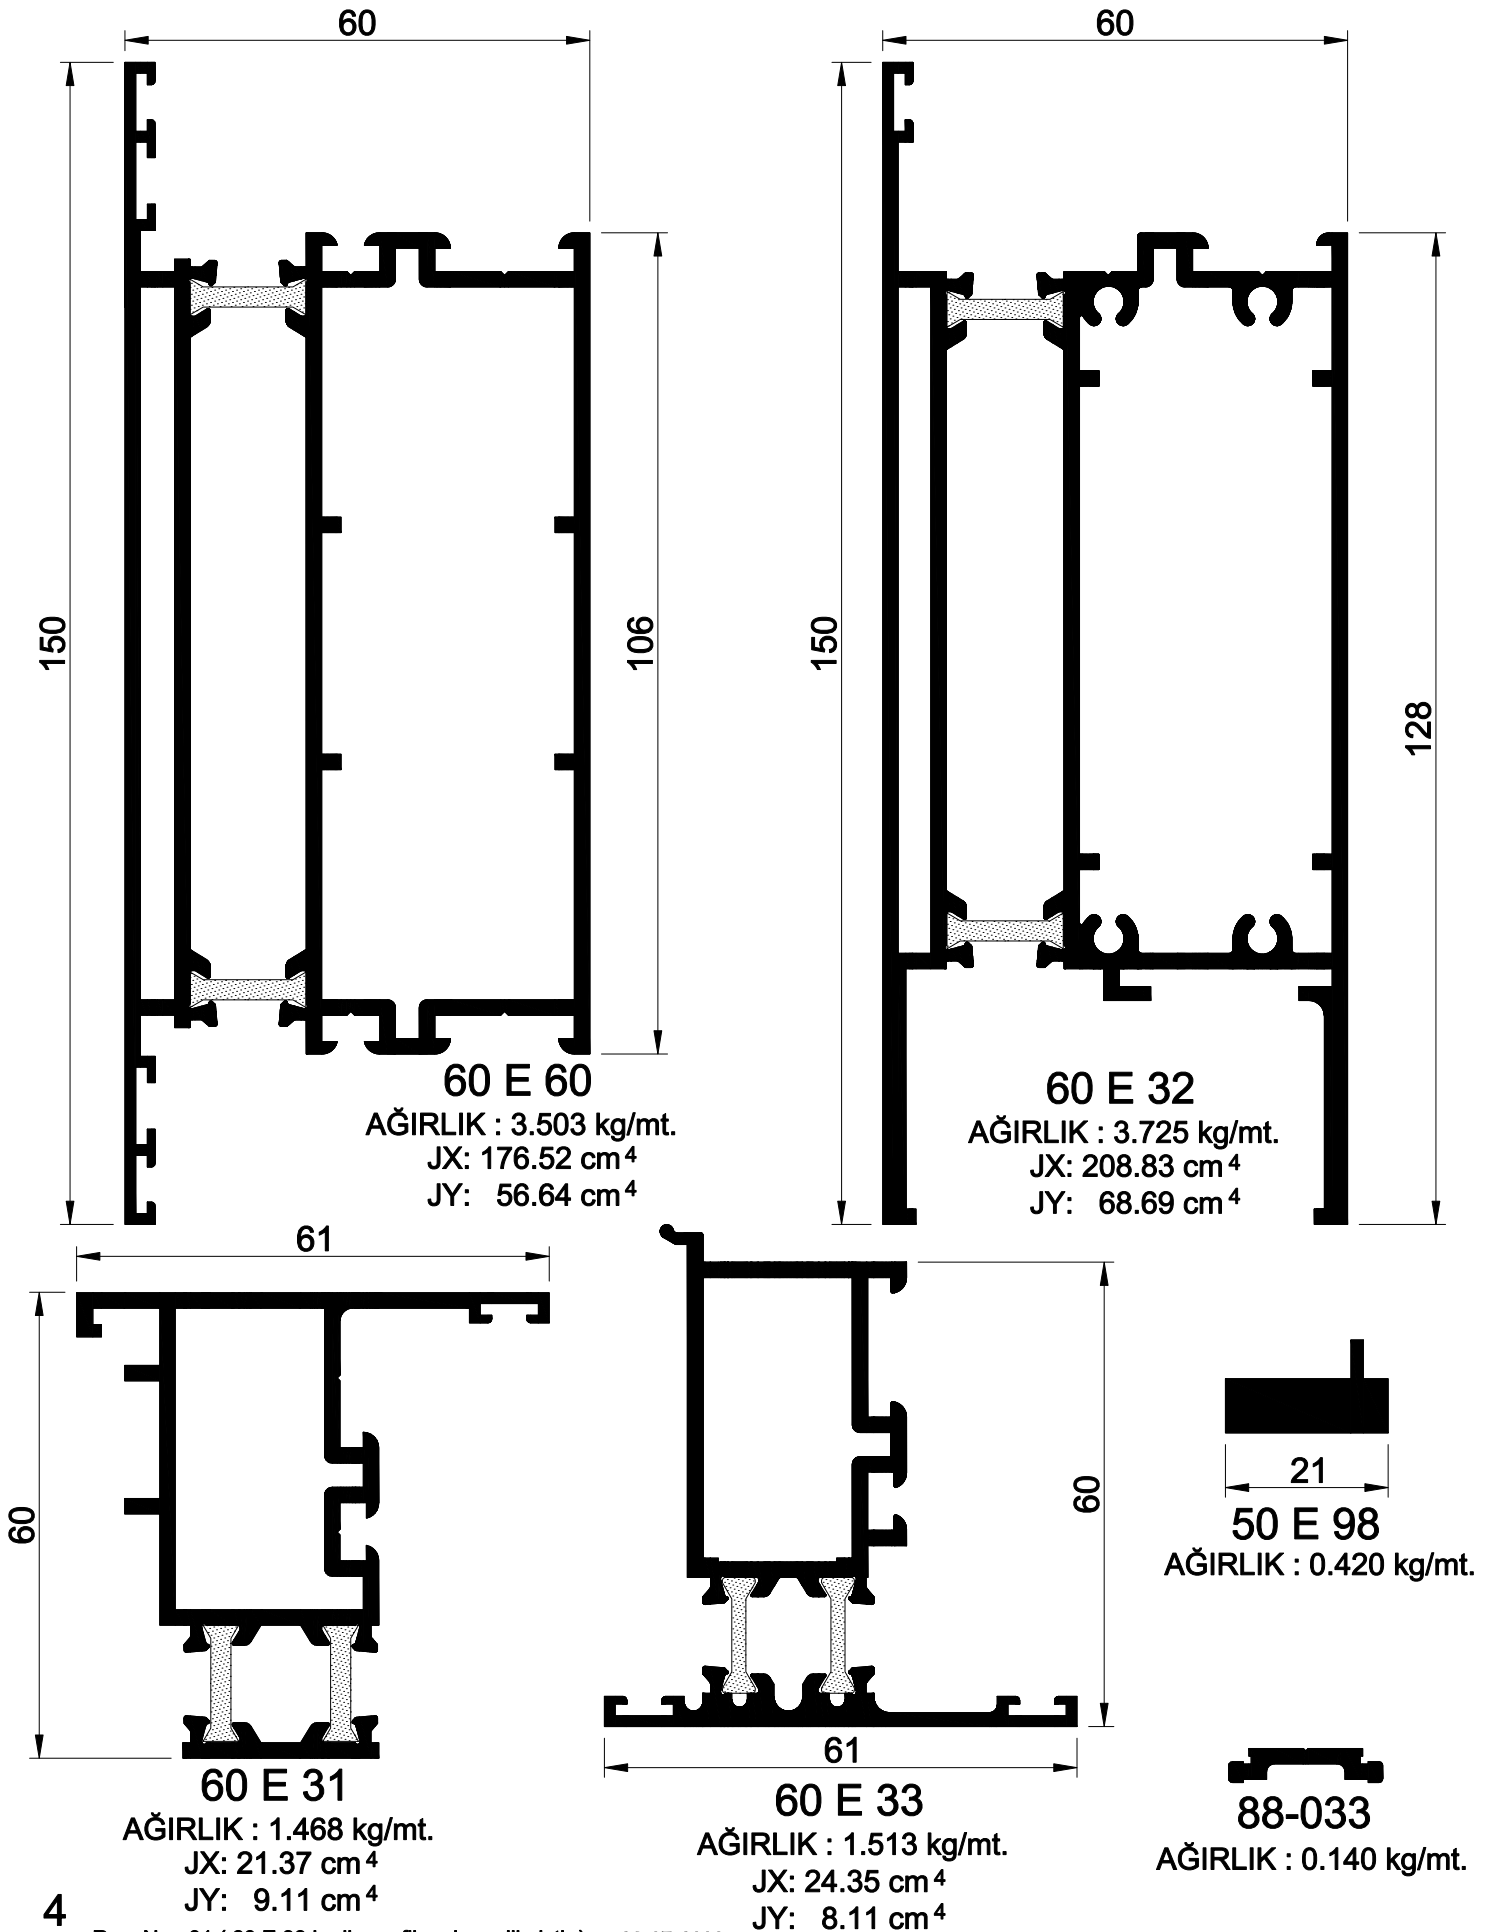 60
60
150
106
150
128
60 E 60
AĞIRLIK : 3.503 kg/mt.
JX: 176.52 cm⁴
JY: 56.64 cm⁴
60 E 32
AĞIRLIK : 3.725 kg/mt.
JX: 208.83 cm⁴
JY: 68.69 cm⁴
61
60
60
21
50 E 98
AĞIRLIK : 0.420 kg/mt.
61
60 E 31
AĞIRLIK : 1.468 kg/mt.
JX: 21.37 cm⁴
JY: 9.11 cm⁴
60 E 33
AĞIRLIK : 1.513 kg/mt.
JX: 24.35 cm⁴
JY: 8.11 cm⁴
88-033
AĞIRLIK : 0.140 kg/mt.
4